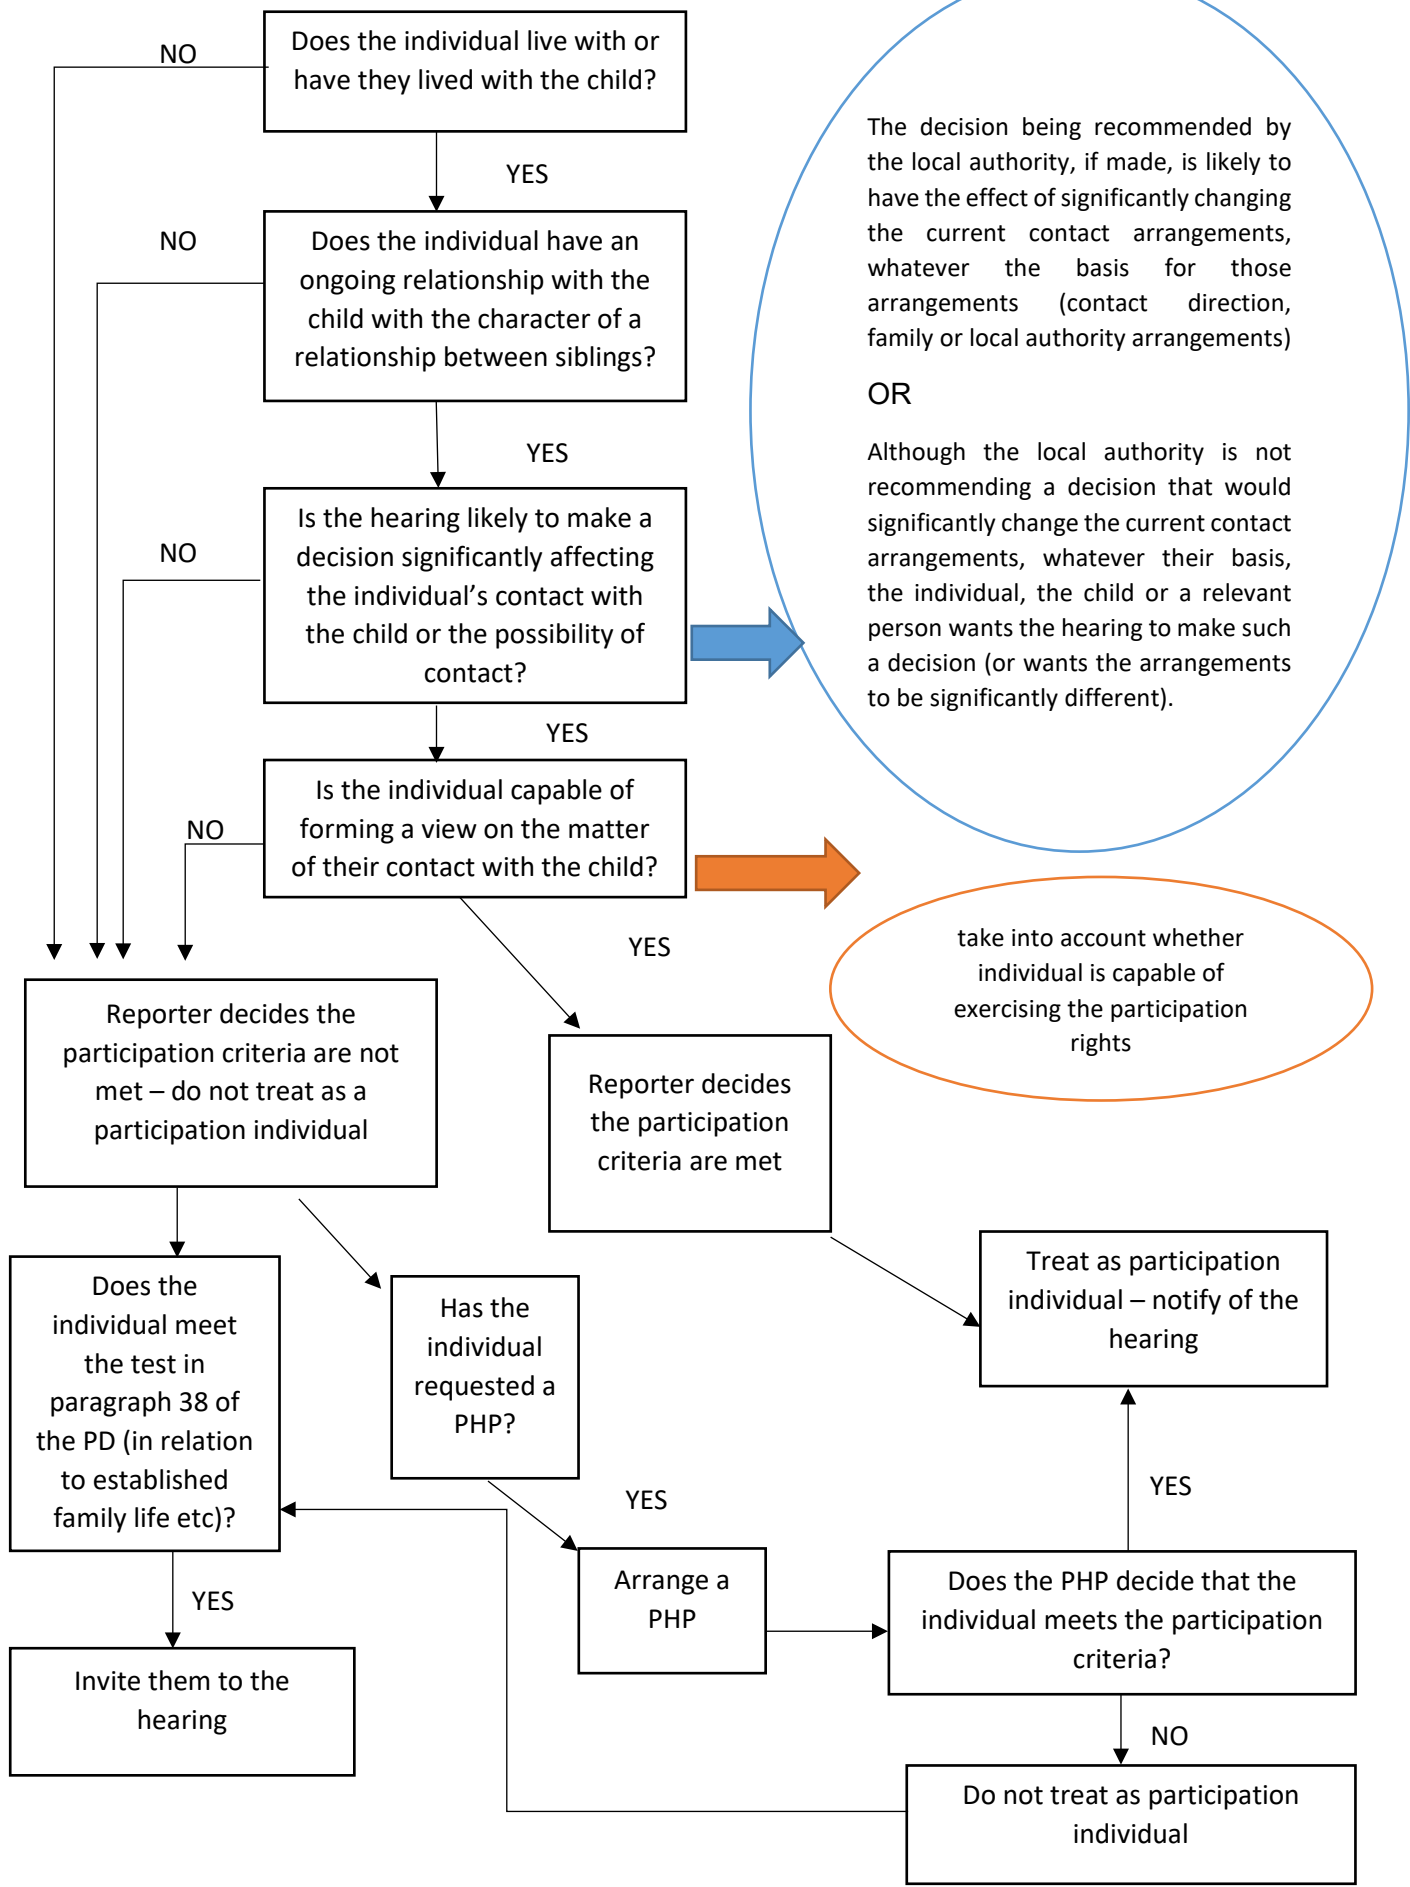 NO
Does the individual live with or
have they lived with the child?
YES
NO
Does the individual have an
ongoing relationship with the
child with the character of a
relationship between siblings?
YES
NO
Is the hearing likely to make a
decision significantly affecting
the individual’s contact with
the child or the possibility of
contact?
YES
NO
Is the individual capable of
forming a view on the matter
of their contact with the child?
YES
The decision being recommended by
the local authority, if made, is likely to
have the effect of significantly changing
the current contact arrangements,
whatever the basis for those
arrangements (contact direction,
family or local authority arrangements)
OR
Although the local authority is not
recommending a decision that would
significantly change the current contact
arrangements, whatever their basis,
the individual, the child or a relevant
person wants the hearing to make such
a decision (or wants the arrangements
to be significantly different).
take into account whether
individual is capable of
exercising the participation
rights
Reporter decides the
participation criteria are not
met – do not treat as a
participation individual
Reporter decides
the participation
criteria are met
Treat as participation
individual – notify of the
hearing
Does the
individual meet
the test in
paragraph 38 of
the PD (in relation
to established
family life etc)?
Has the
individual
requested a
PHP?
YES
YES
Arrange a
PHP
Does the PHP decide that the
individual meets the participation
criteria?
YES
Invite them to the
hearing
NO
Do not treat as participation
individual